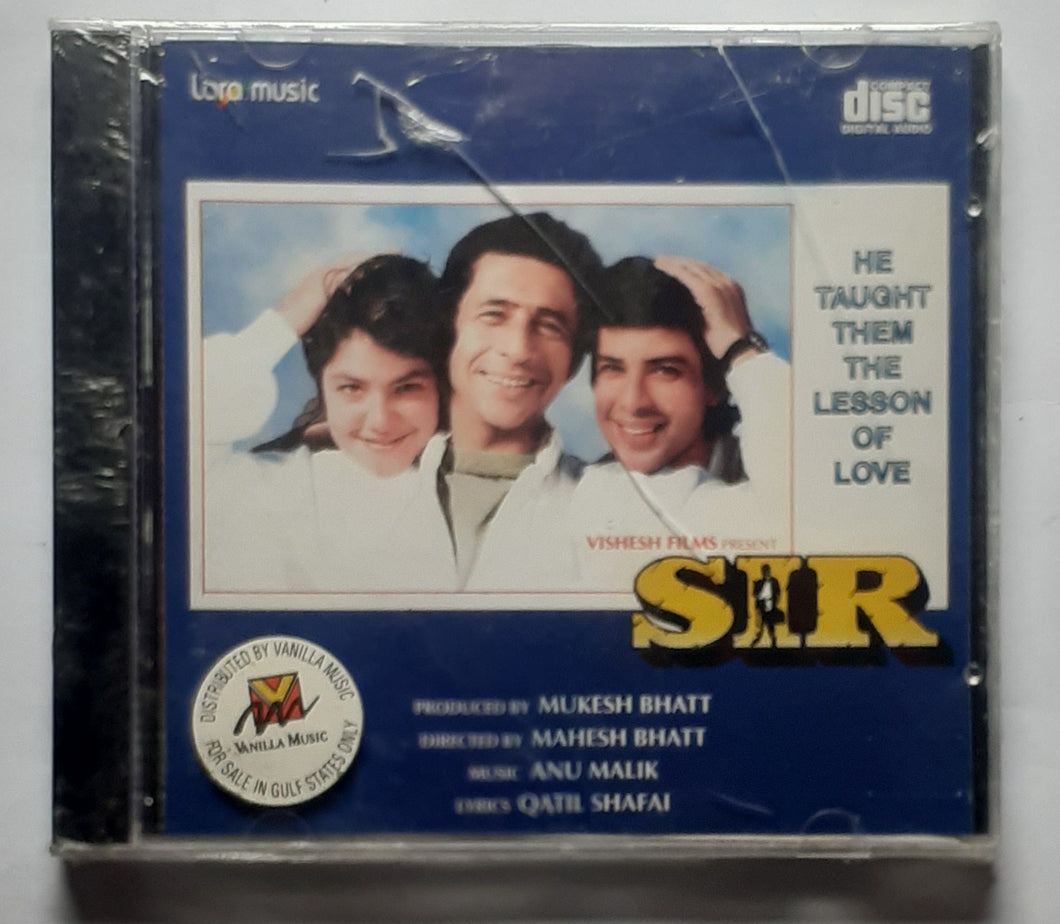 Lara music
COMPACT
disc
DIGITAL AUDIO
HE
TAUGHT
THEM
THE
LESSON
OF
LOVE
VISHESH FILMS PRESENT
SIR
DISTRIBUTED BY VANILLA MUSIC
VANILLA MUSIC
FOR SALE IN GULF STATES ONLY
PRODUCED BY MUKESH BHATT
DIRECTED BY MAHESH BHATT
MUSIC ANU MALIK
LYRICS QATIL SHAFAI